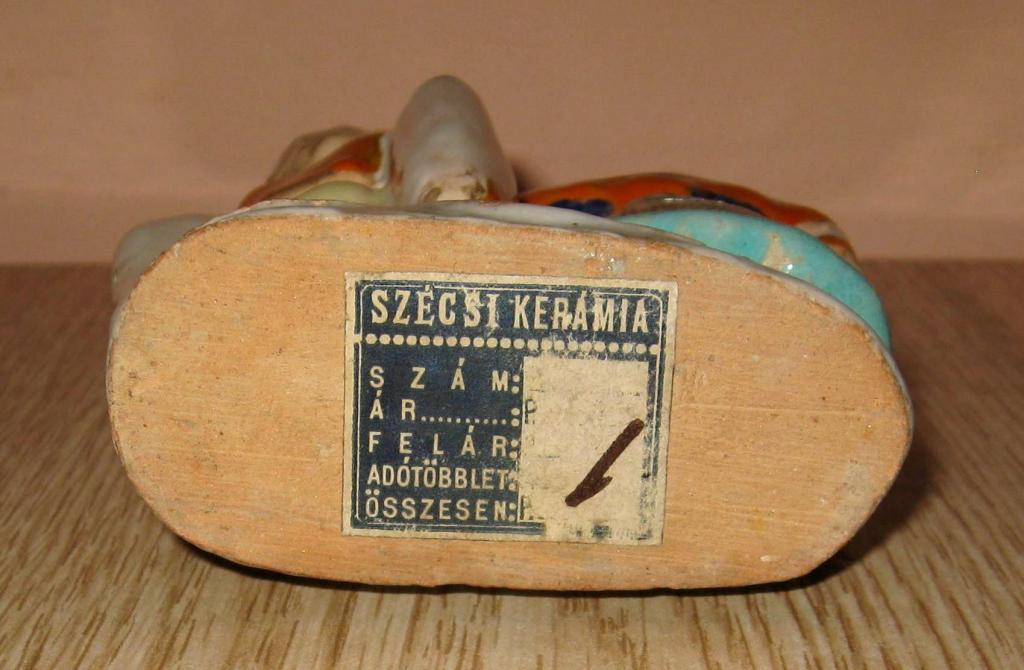 SZÉCSI KERÁMIA
SZÁM:
ÁR..........: P
FELÁR:
ADÓTÖBBLET:
ÖSSZESEN: